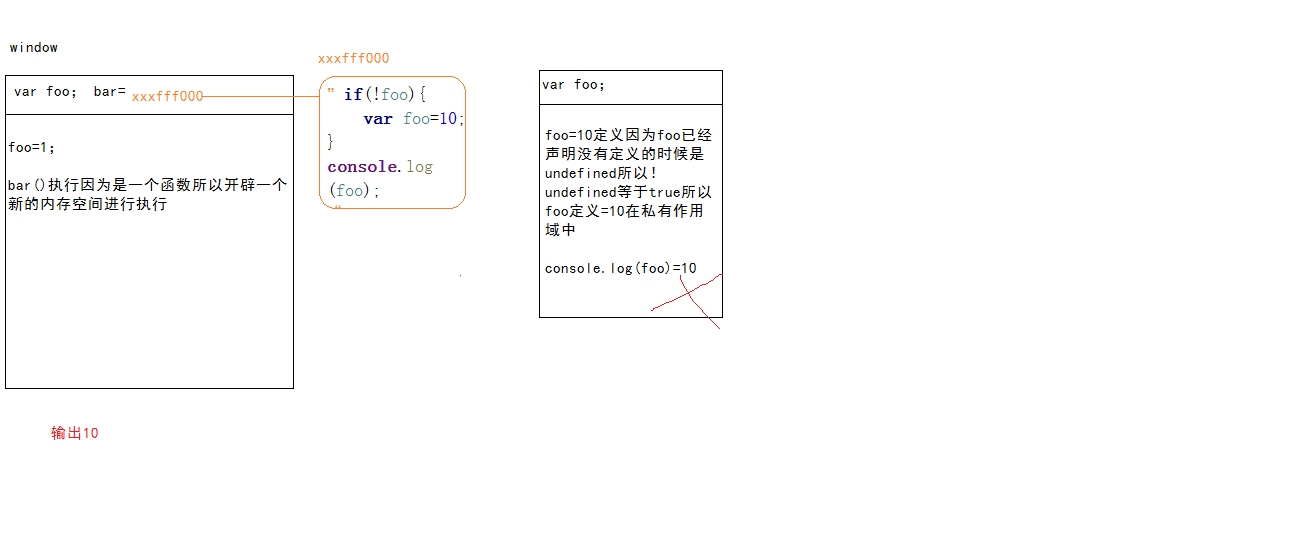 window
var foo; bar= xxxfff000
foo=1;
bar()执行因为是一个函数所以开辟一个
新的内存空间进行执行
xxxfff000
" if(!foo){
var foo=10;
}
console.log
(foo);
"
var foo;
foo=10定义因为foo已经
声明没有定义的时候是
undefined所以!
undefined等于true所以
foo定义=10在私有作用
域中
console.log(foo)=10
输出10